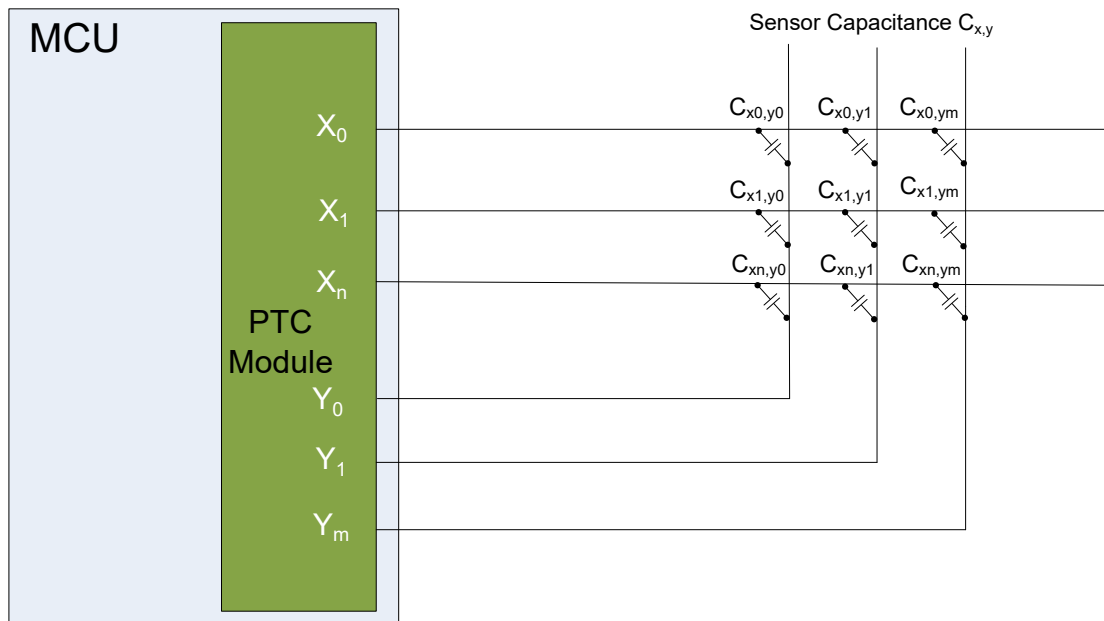 MCU
Sensor Capacitance Cx,y
X0
Cx0,y0 Cx0,y1 Cx0,ym
X1
Cx1,y0 Cx1,y1 Cx1,ym
Xn
Cxn,y0 Cxn,y1 Cxn,ym
PTC
Module
Y0
Y1
Ym